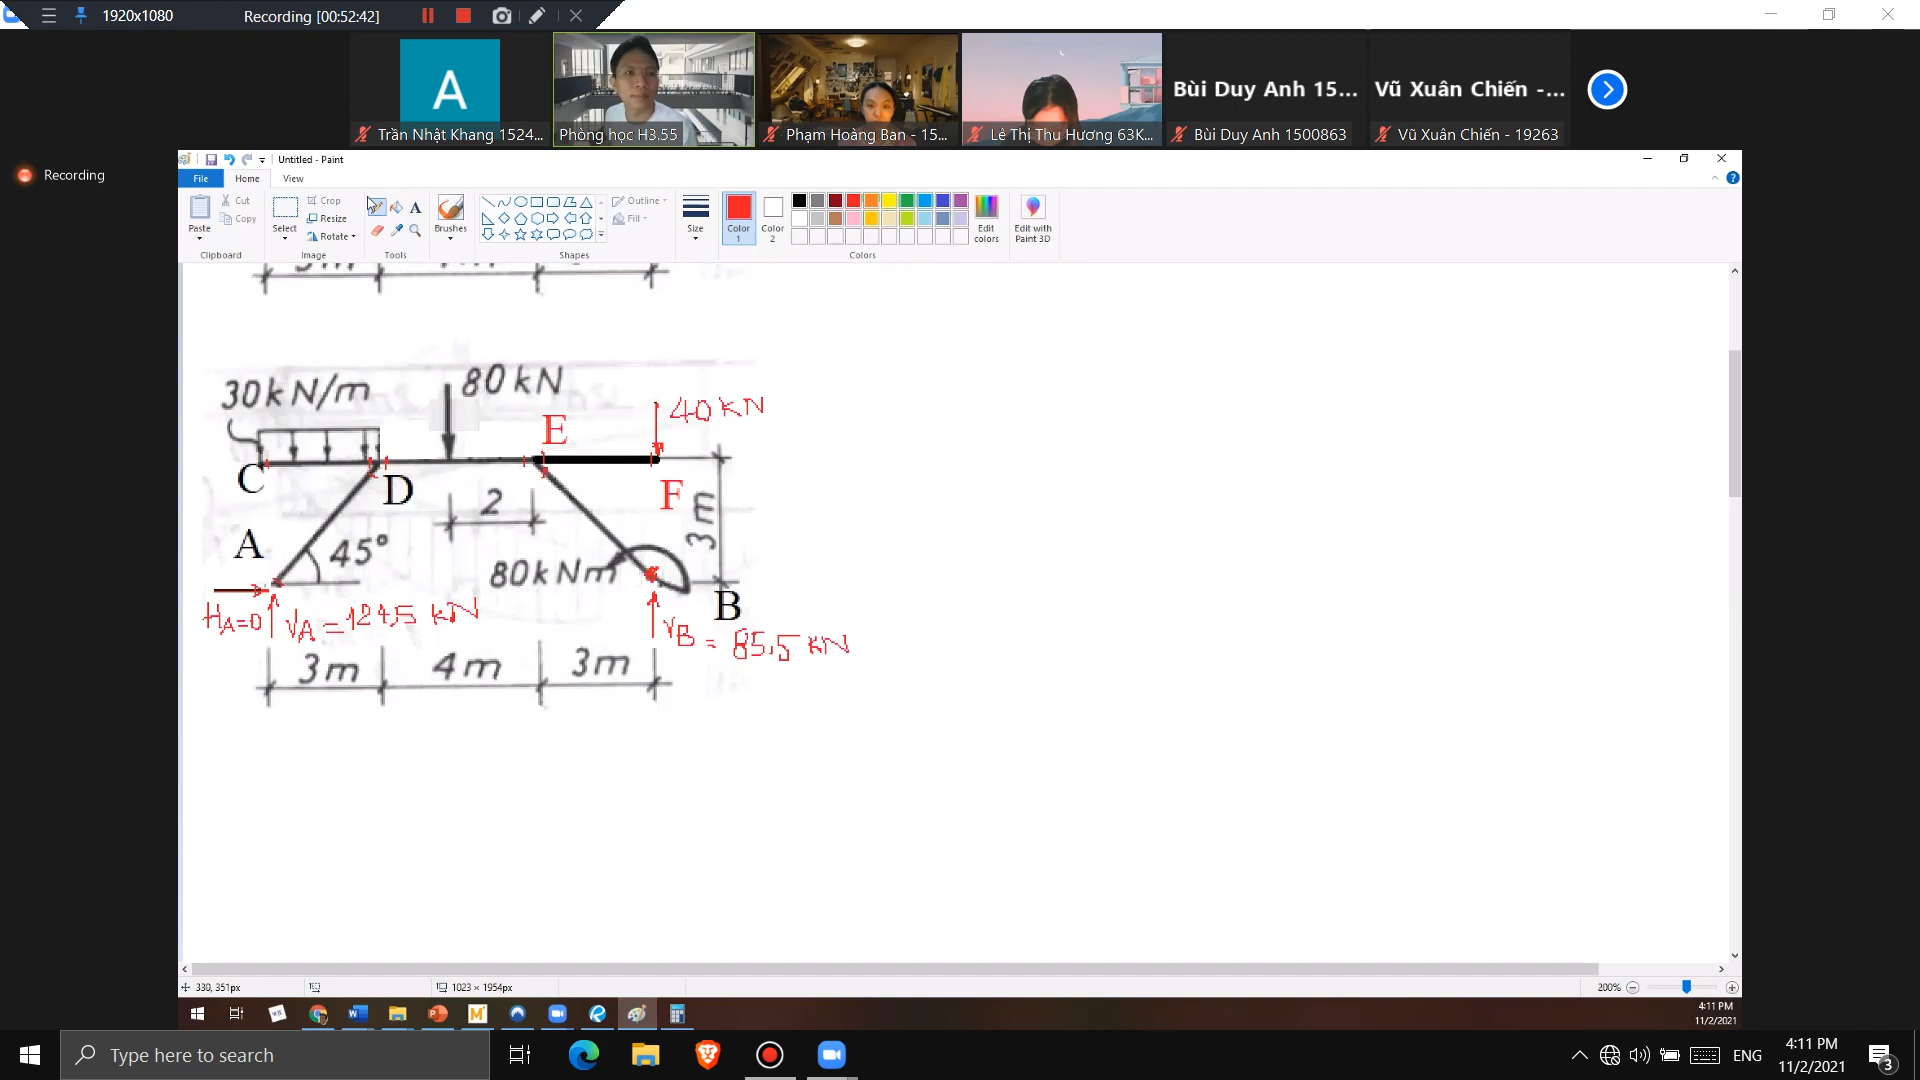 1920x1080
Recording [00:52:42]
A
Trần Nhật Khang 1524...
Phòng học H3.55
Phạm Hoàng Ban - 15...
Lê Thị Thu Hương 63K...
Bùi Duy Anh 15...
Bùi Duy Anh 1500863
Vũ Xuân Chiến -...
Vũ Xuân Chiến - 19263
Recording
Untitled - Paint
File
Home
View
Paste
Cut
Copy
Clipboard
Select
Crop
Resize
Rotate
Image
A
Tools
Brushes
Shapes
Outline
Fill
Size
Color
1
Color
2
Edit
colors
Edit with
Paint 3D
Colors
30kN/m
80kN
40 KN
E
C
D
F
2
3m
A
45°
80kNm
B
HA=0
VA = 124,5 KN
VB = 85,5 KN
3m
4m
3m
330, 351px
1023 × 1954px
200%
4:11 PM
11/2/2021
Type here to search
ENG
4:11 PM
11/2/2021
3